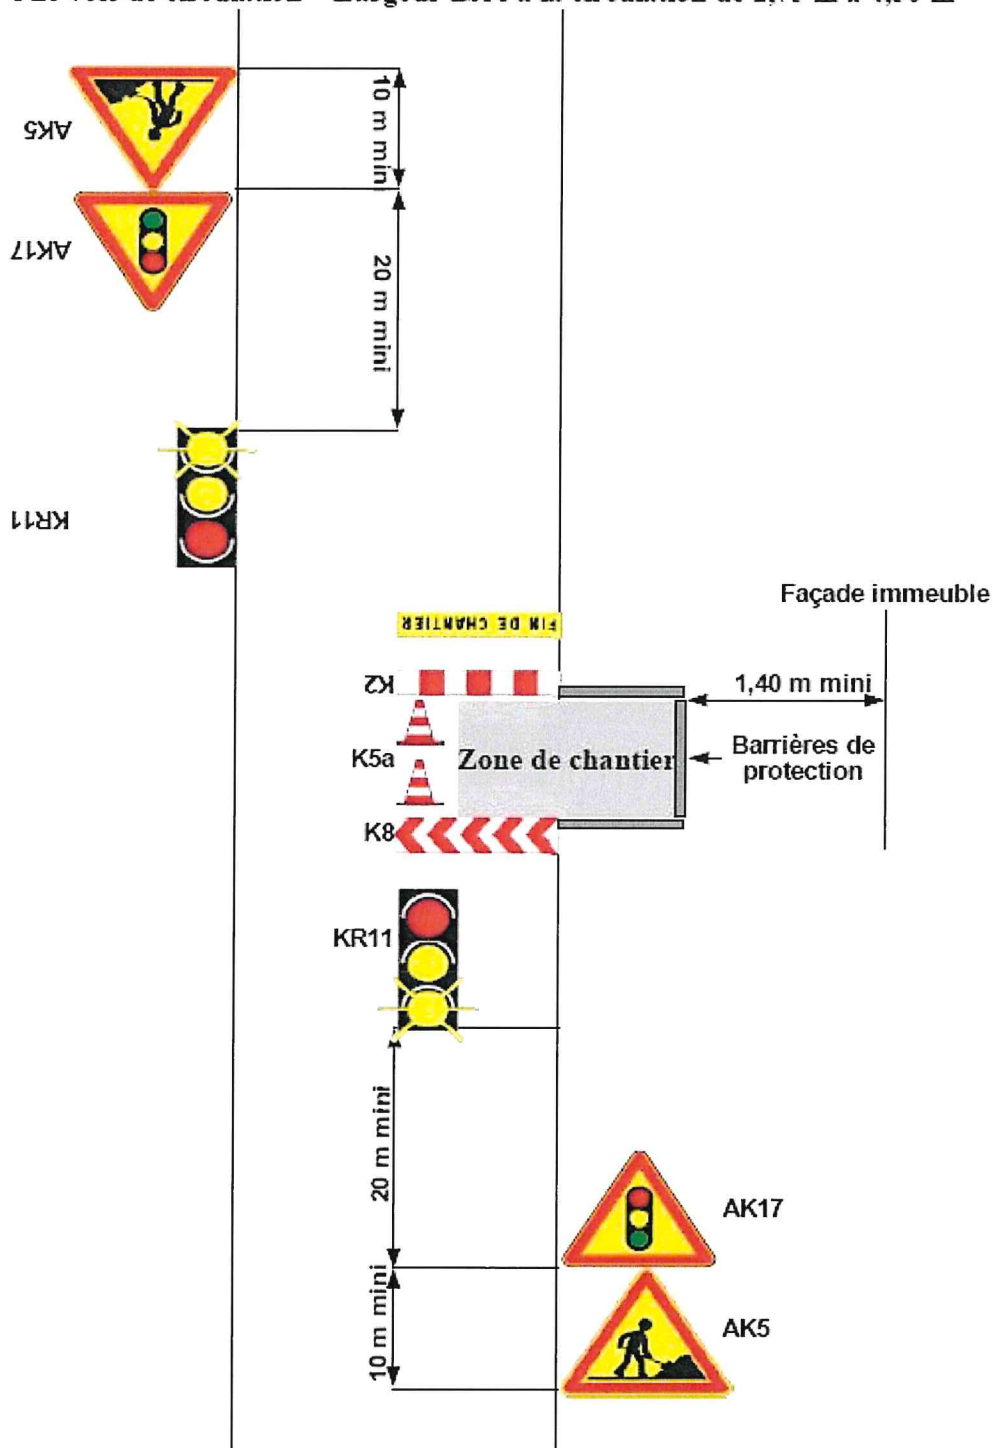 10 m mini
AK5
AK17
20 m mini
KR11
Façade immeuble
FIN DE CHANTIER
K2
1,40 m mini
K5a
Zone de chantier
Barrières de
protection
K8
KR11
20 m mini
AK17
10 m mini
AK5